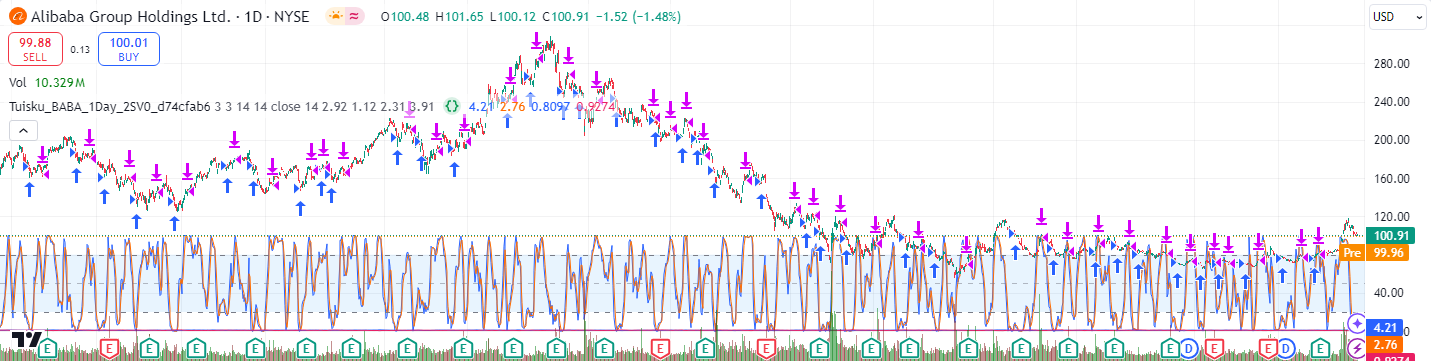 Alibaba Group Holdings Ltd. · 1D · NYSE O100.48 H101.65 L100.12 C100.91 −1.52 (−1.48%)
USD
99.88 SELL
0.13
100.01 BUY
Vol 10.329M
Tuisku_BABA_1Day_2SV0_d74cfab6 3 3 14 14 close 14 2.92 1.12 2.31 3.91 4.21 2.76 0.8097 0.9274
280.00
240.00
200.00
160.00
120.00
100.91
Pre 99.96
40.00
4.21
2.76
E E E E E E E E E E E E E E E E E E E E E E D E E D E